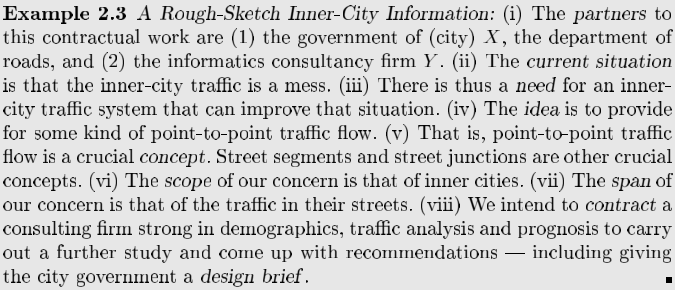 Example 2.3 A Rough-Sketch Inner-City Information: (i) The partners to
this contractual work are (1) the government of (city) X, the department of
roads, and (2) the informatics consultancy firm Y. (ii) The current situation
is that the inner-city traffic is a mess. (iii) There is thus a need for an inner-
city traffic system that can improve that situation. (iv) The idea is to provide
for some kind of point-to-point traffic flow. (v) That is, point-to-point traffic
flow is a crucial concept. Street segments and street junctions are other crucial
concepts. (vi) The scope of our concern is that of inner cities. (vii) The span of
our concern is that of the traffic in their streets. (viii) We intend to contract a
consulting firm strong in demographics, traffic analysis and prognosis to carry
out a further study and come up with recommendations — including giving
the city government a design brief. ■